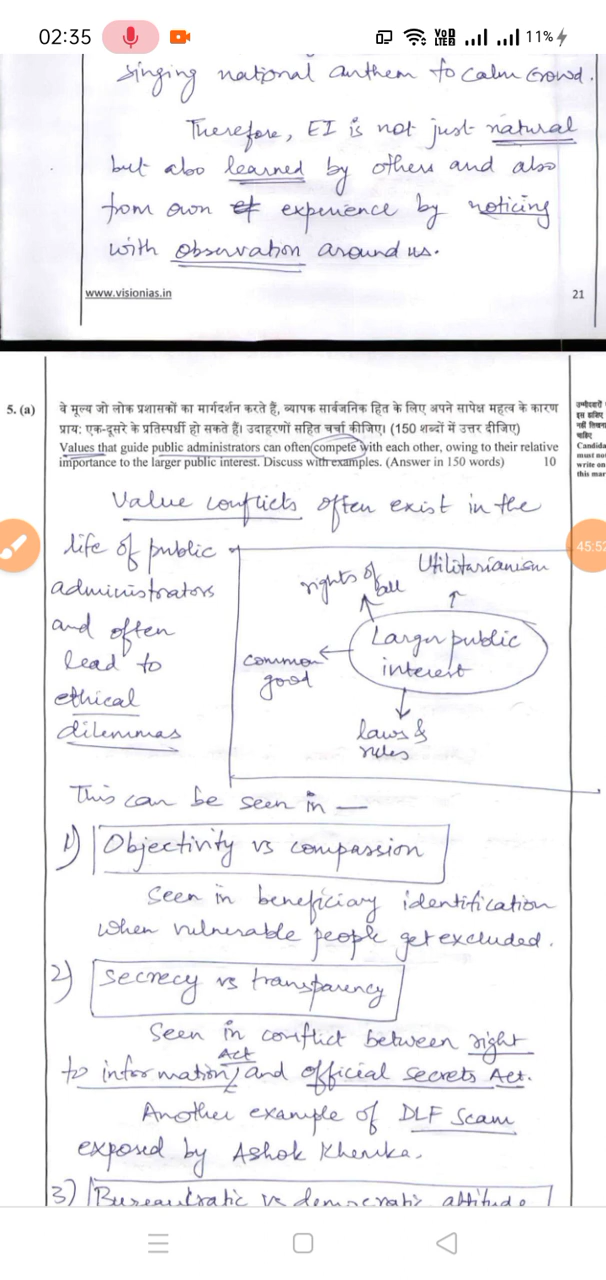 02:35
Vo) LTE2 11%
singing national anthem to calm crowd.
Therefore, EI is not just natural
but also learned by others and also
from own experience by noticing
with observation around us.
www.visionias.in
21
5. (a)
वे मूल्य जो लोक प्रशासकों का मार्गदर्शन करते हैं, व्यापक सार्वजनिक हित के लिए अपने सापेक्ष महत्व के कारण
प्रायः एक-दूसरे के प्रतिस्पर्धी हो सकते हैं। उदाहरणों सहित चर्चा कीजिए। (150 शब्दों में उत्तर दीजिए)
Values that guide public administrators can often compete with each other, owing to their relative
importance to the larger public interest. Discuss with examples. (Answer in 150 words) 10
उम्मीदवारों
इस हाशिए
नहीं लिखना
चाहिए
Candida
must no
write on
this mar
Value conflicts often exist in the
life of public
administrators
and often
lead to
ethical
dilemmas
rights of all
Utilitarianism
Larger public
interest
common
good
laws &
rules
45:52
This can be seen in —
1) Objectivity vs compassion
Seen in beneficiary identification
when vulnerable people get excluded.
2) Secrecy vs transparency
Seen in conflict between right
to information Act and official secrets Act.
Another example of DLF Scam
exposed by Ashok Khemka.
3) Bureaukratic vs democratic attitude